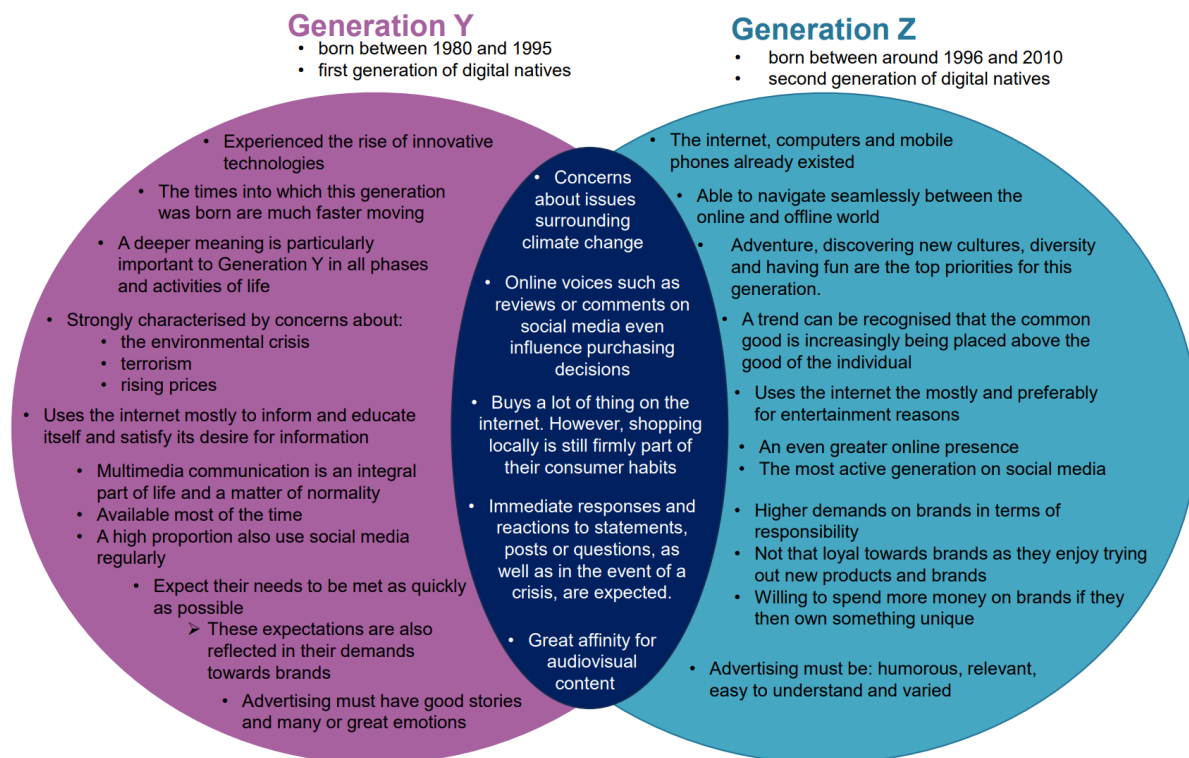 Generation Y
• born between 1980 and 1995
• first generation of digital natives
Generation Z
• born between around 1996 and 2010
• second generation of digital natives
• Experienced the rise of innovative
technologies
• The times into which this generation
was born are much faster moving
• A deeper meaning is particularly
important to Generation Y in all phases
and activities of life
• Strongly characterised by concerns about:
• the environmental crisis
• terrorism
• rising prices
• Uses the internet mostly to inform and educate
itself and satisfy its desire for information
• Multimedia communication is an integral
part of life and a matter of normality
• Available most of the time
• A high proportion also use social media
regularly
• Expect their needs to be met as quickly
as possible
➢ These expectations are also
reflected in their demands
towards brands
• Advertising must have good stories
and many or great emotions
• Concerns
about issues
surrounding
climate change
• Online voices such as
reviews or comments on
social media even
influence purchasing
decisions
• Buys a lot of thing on the
internet. However, shopping
locally is still firmly part of
their consumer habits
• Immediate responses and
reactions to statements,
posts or questions, as
well as in the event of a
crisis, are expected.
• Great affinity for
audiovisual
content
• The internet, computers and mobile
phones already existed
• Able to navigate seamlessly between the
online and offline world
• Adventure, discovering new cultures, diversity
and having fun are the top priorities for this
generation.
• A trend can be recognised that the common
good is increasingly being placed above the
good of the individual
• Uses the internet the mostly and preferably
for entertainment reasons
• An even greater online presence
• The most active generation on social media
• Higher demands on brands in terms of
responsibility
• Not that loyal towards brands as they enjoy trying
out new products and brands
• Willing to spend more money on brands if they
then own something unique
• Advertising must be: humorous, relevant,
easy to understand and varied